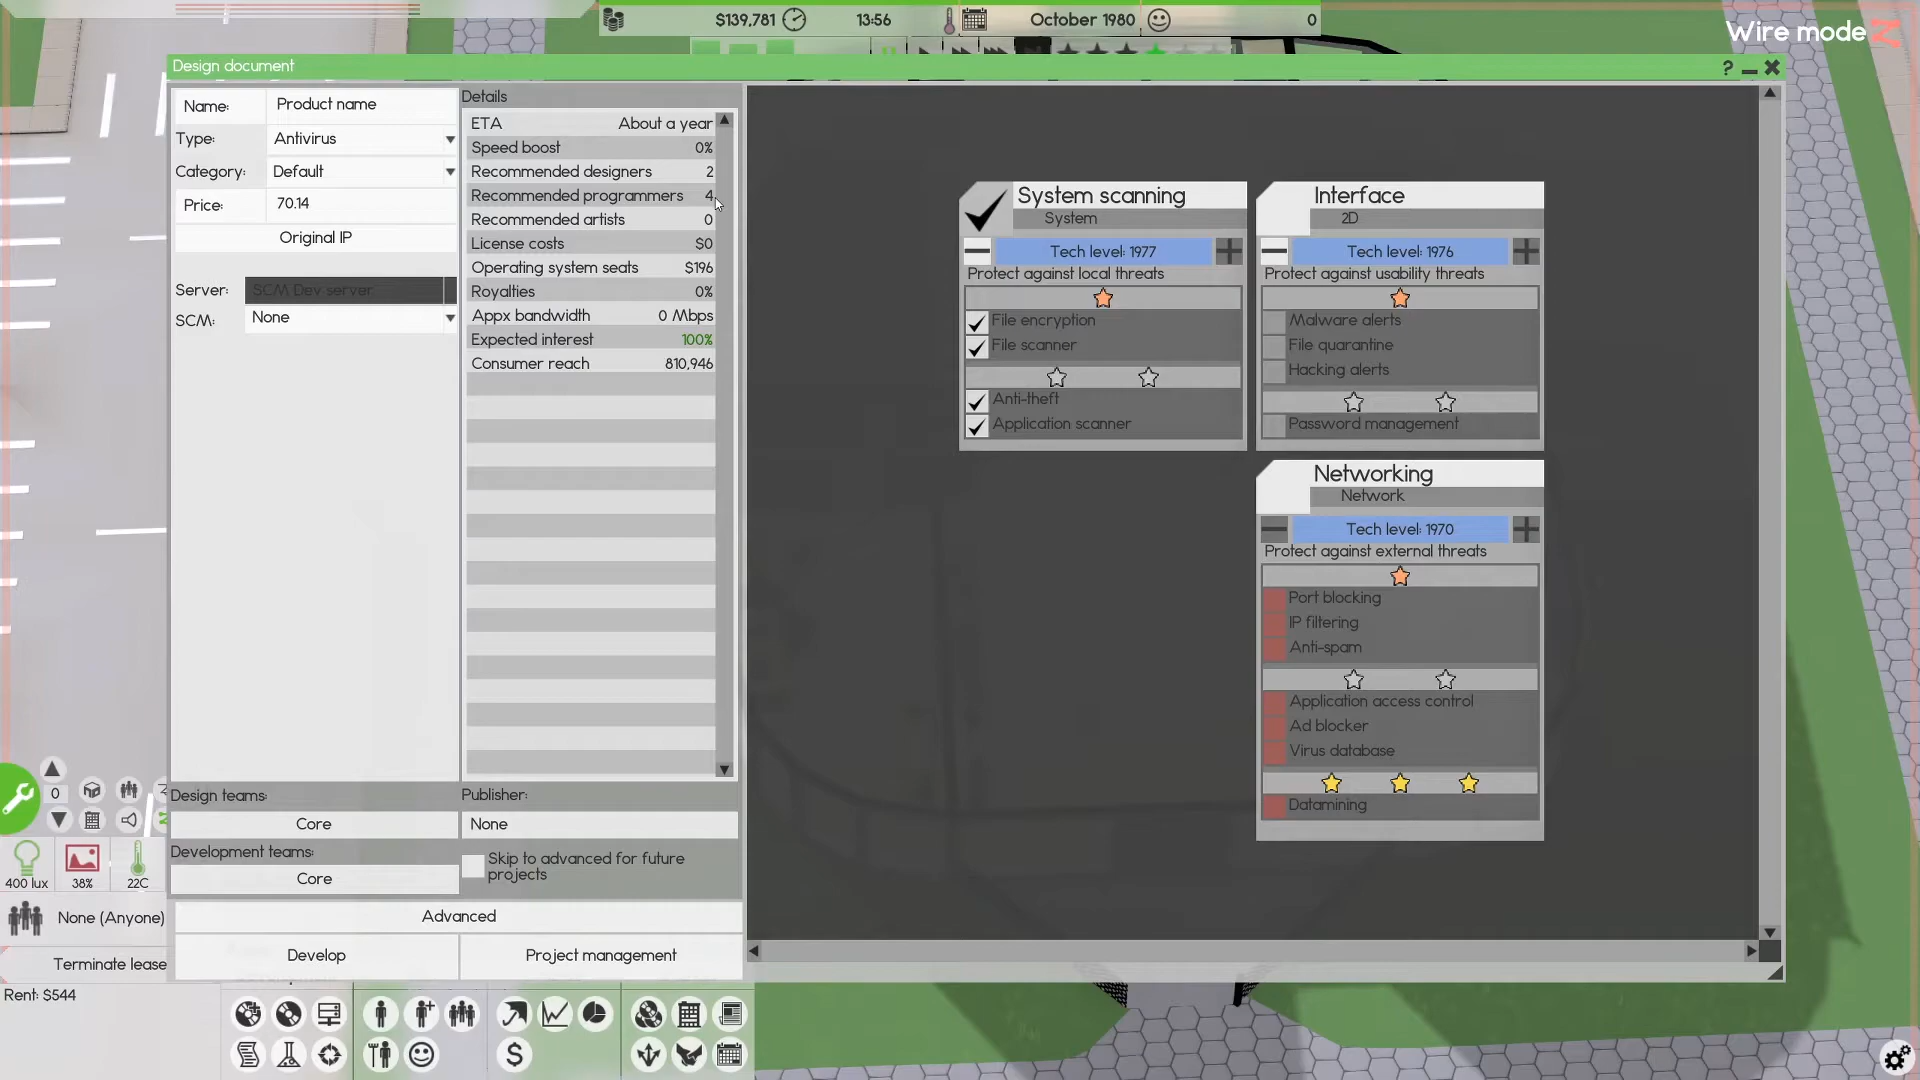 $139,781
13:56
October 1980
0
Wire mode
Design document
?
Name:
Product name
Type:
Antivirus
Category:
Default
Price:
70.14
Original IP
Server:
SCM Dev server
SCM:
None
Details
ETA About a year
Speed boost 0%
Recommended designers 2
Recommended programmers 4
Recommended artists 0
License costs $0
Operating system seats $196
Royalties 0%
Appx bandwidth 0 Mbps
Expected interest 100%
Consumer reach 810,946
System scanning
System
Tech level: 1977
Protect against local threats
File encryption
File scanner
Anti-theft
Application scanner
Interface
2D
Tech level: 1976
Protect against usability threats
Malware alerts
File quarantine
Hacking alerts
Password management
Networking
Network
Tech level: 1970
Protect against external threats
Port blocking
IP filtering
Anti-spam
Application access control
Ad blocker
Virus database
Datamining
Design teams:
Core
Development teams:
Core
Publisher:
None
Skip to advanced for future
projects
Advanced
Develop
Project management
0
400 lux
38%
22C
None (Anyone)
Terminate lease
Rent: $544